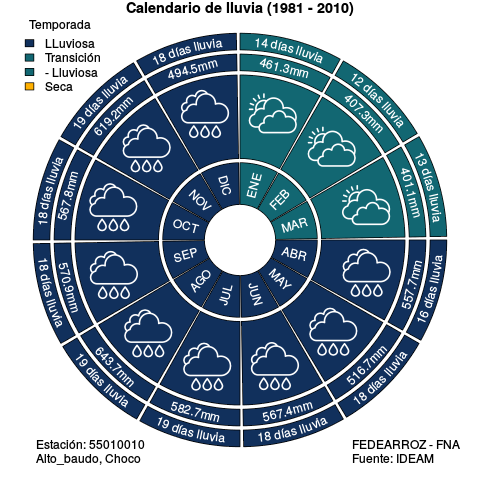 Calendario de lluvia (1981 - 2010)
Temporada
LLuviosa
Transición
- Lluviosa
Seca
14 días lluvia
461.3mm
ENE
12 días lluvia
407.3mm
FEB
13 días lluvia
401.1mm
MAR
16 días lluvia
557.7mm
ABR
18 días lluvia
516.7mm
MAY
18 días lluvia
567.4mm
JUN
19 días lluvia
582.7mm
JUL
19 días lluvia
643.7mm
AGO
18 días lluvia
570.9mm
SEP
18 días lluvia
567.8mm
OCT
19 días lluvia
619.2mm
NOV
18 días lluvia
494.5mm
DIC
Estación: 55010010
Alto_baudo, Choco
FEDEARROZ - FNA
Fuente: IDEAM